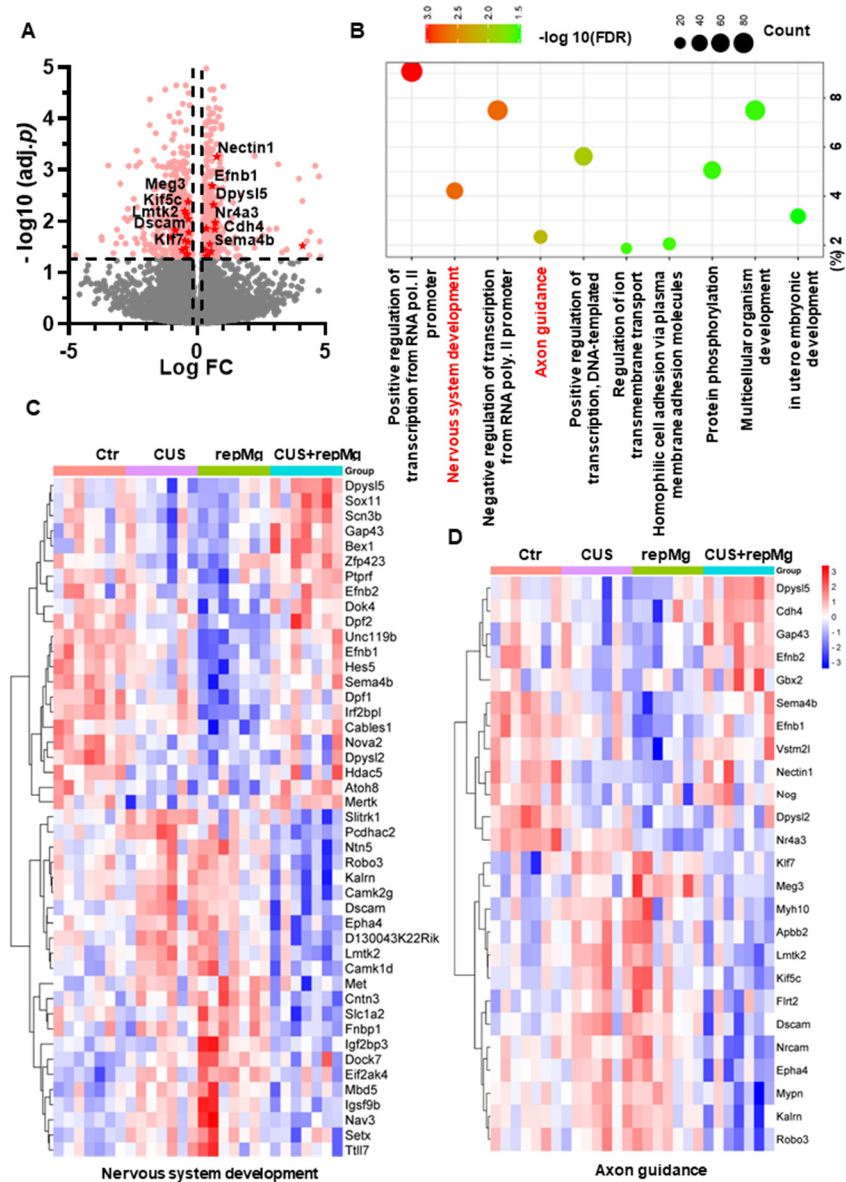 A
- log10 (adj.p)
5
4
3
2
1
0
-5
0
5
Log FC
Nectin1
Efnb1
Dpysl5
Nr4a3
Cdh4
Sema4b
Meg3
Kif5c
Lmtk2
Dscam
Klf7
B
3.0
2.5
2.0
1.5
-log 10(FDR)
20
40
60
80
Count
8
6
4
2
(%)
Positive regulation of
transcription from RNA pol. II
promoter
Nervous system development
Negative regulation of transcription
from RNA poly. II promoter
Axon guidance
Positive regulation of
transcription, DNA-templated
Regulation of ion
transmembrane transport
Homophilic cell adhesion via plasma
membrane adhesion molecules
Protein phosphorylation
Multicellular organism
development
in utero embryonic
development
C
Ctr
CUS
repMg
CUS+repMg
Group
Dpysl5
Sox11
Scn3b
Gap43
Bex1
Zfp423
Ptprf
Efnb2
Dok4
Dpf2
Unc119b
Efnb1
Hes5
Sema4b
Dpf1
Irf2bpl
Cables1
Nova2
Dpysl2
Hdac5
Atoh8
Mertk
Slitrk1
Pcdhac2
Ntn5
Robo3
Kalrn
Camk2g
Dscam
Epha4
D130043K22Rik
Lmtk2
Camk1d
Met
Cntn3
Slc1a2
Fnbp1
Igf2bp3
Dock7
Eif2ak4
Mbd5
Igsf9b
Nav3
Setx
Ttll7
Nervous system development
D
Ctr
CUS
repMg
CUS+repMg
Group
3
2
1
0
- 1
- 2
- 3
Dpysl5
Cdh4
Gap43
Efnb2
Gbx2
Sema4b
Efnb1
Vstm2l
Nectin1
Nog
Dpysl2
Nr4a3
Klf7
Meg3
Myh10
Apbb2
Lmtk2
Kif5c
Flrt2
Dscam
Nrcam
Epha4
Mypn
Kalrn
Robo3
Axon guidance